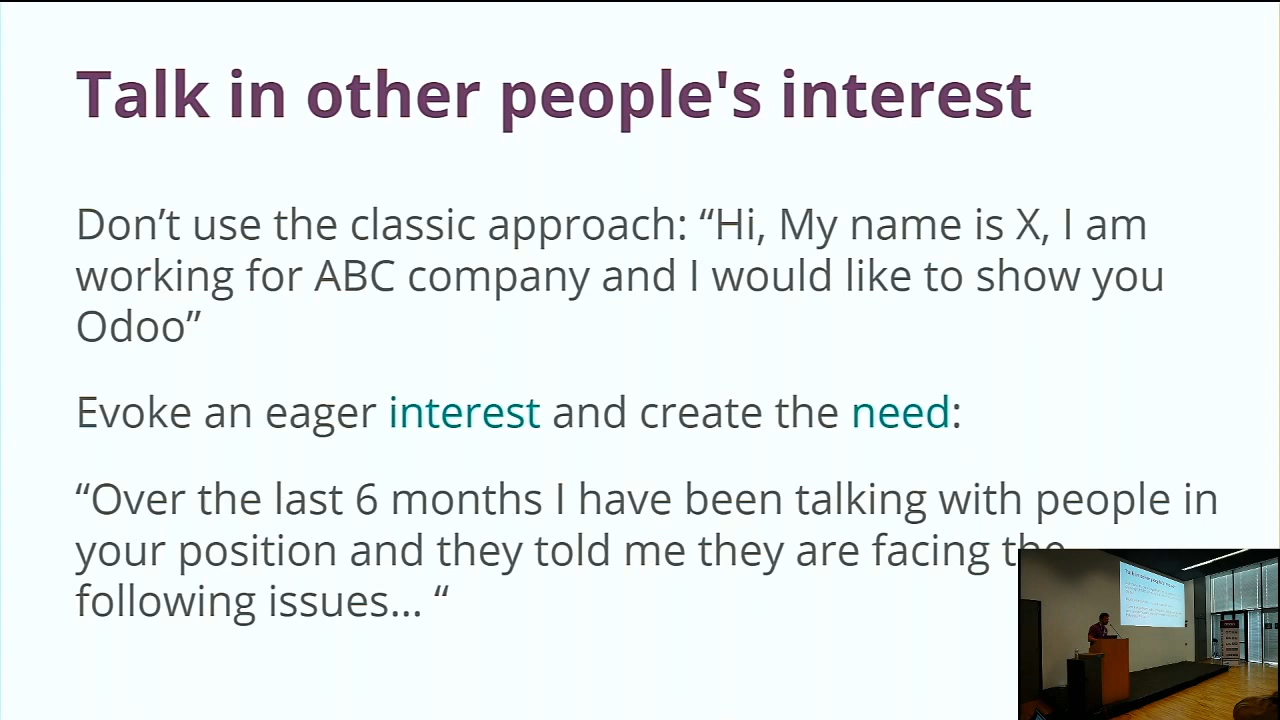 Talk in other people's interest
Don’t use the classic approach: “Hi, My name is X, I am
working for ABC company and I would like to show you
Odoo”
Evoke an eager interest and create the need:
“Over the last 6 months I have been talking with people in
your position and they told me they are facing the
following issues... “